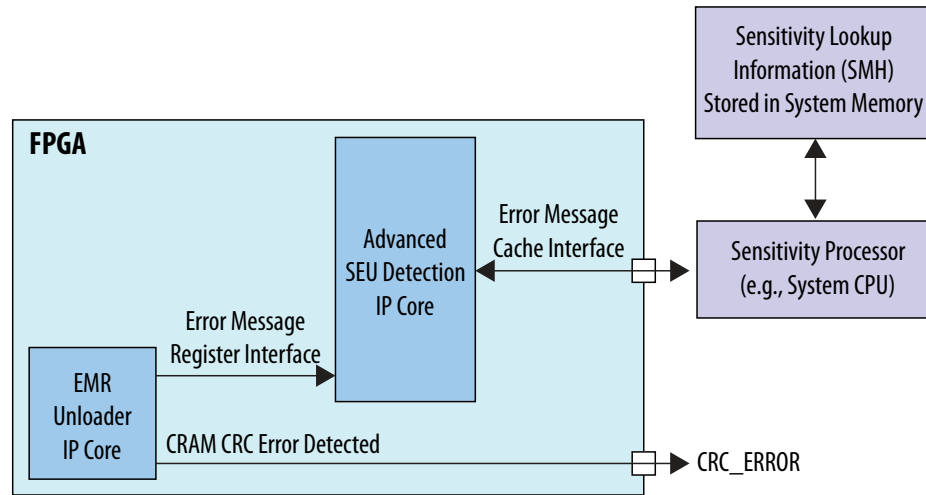 Sensitivity Lookup
Information (SMH)
Stored in System Memory
FPGA
Advanced
SEU Detection
IP Core
Error Message
Cache Interface
Sensitivity Processor
(e.g., System CPU)
Error Message
Register Interface
EMR
Unloader
IP Core
CRAM CRC Error Detected
CRC_ERROR